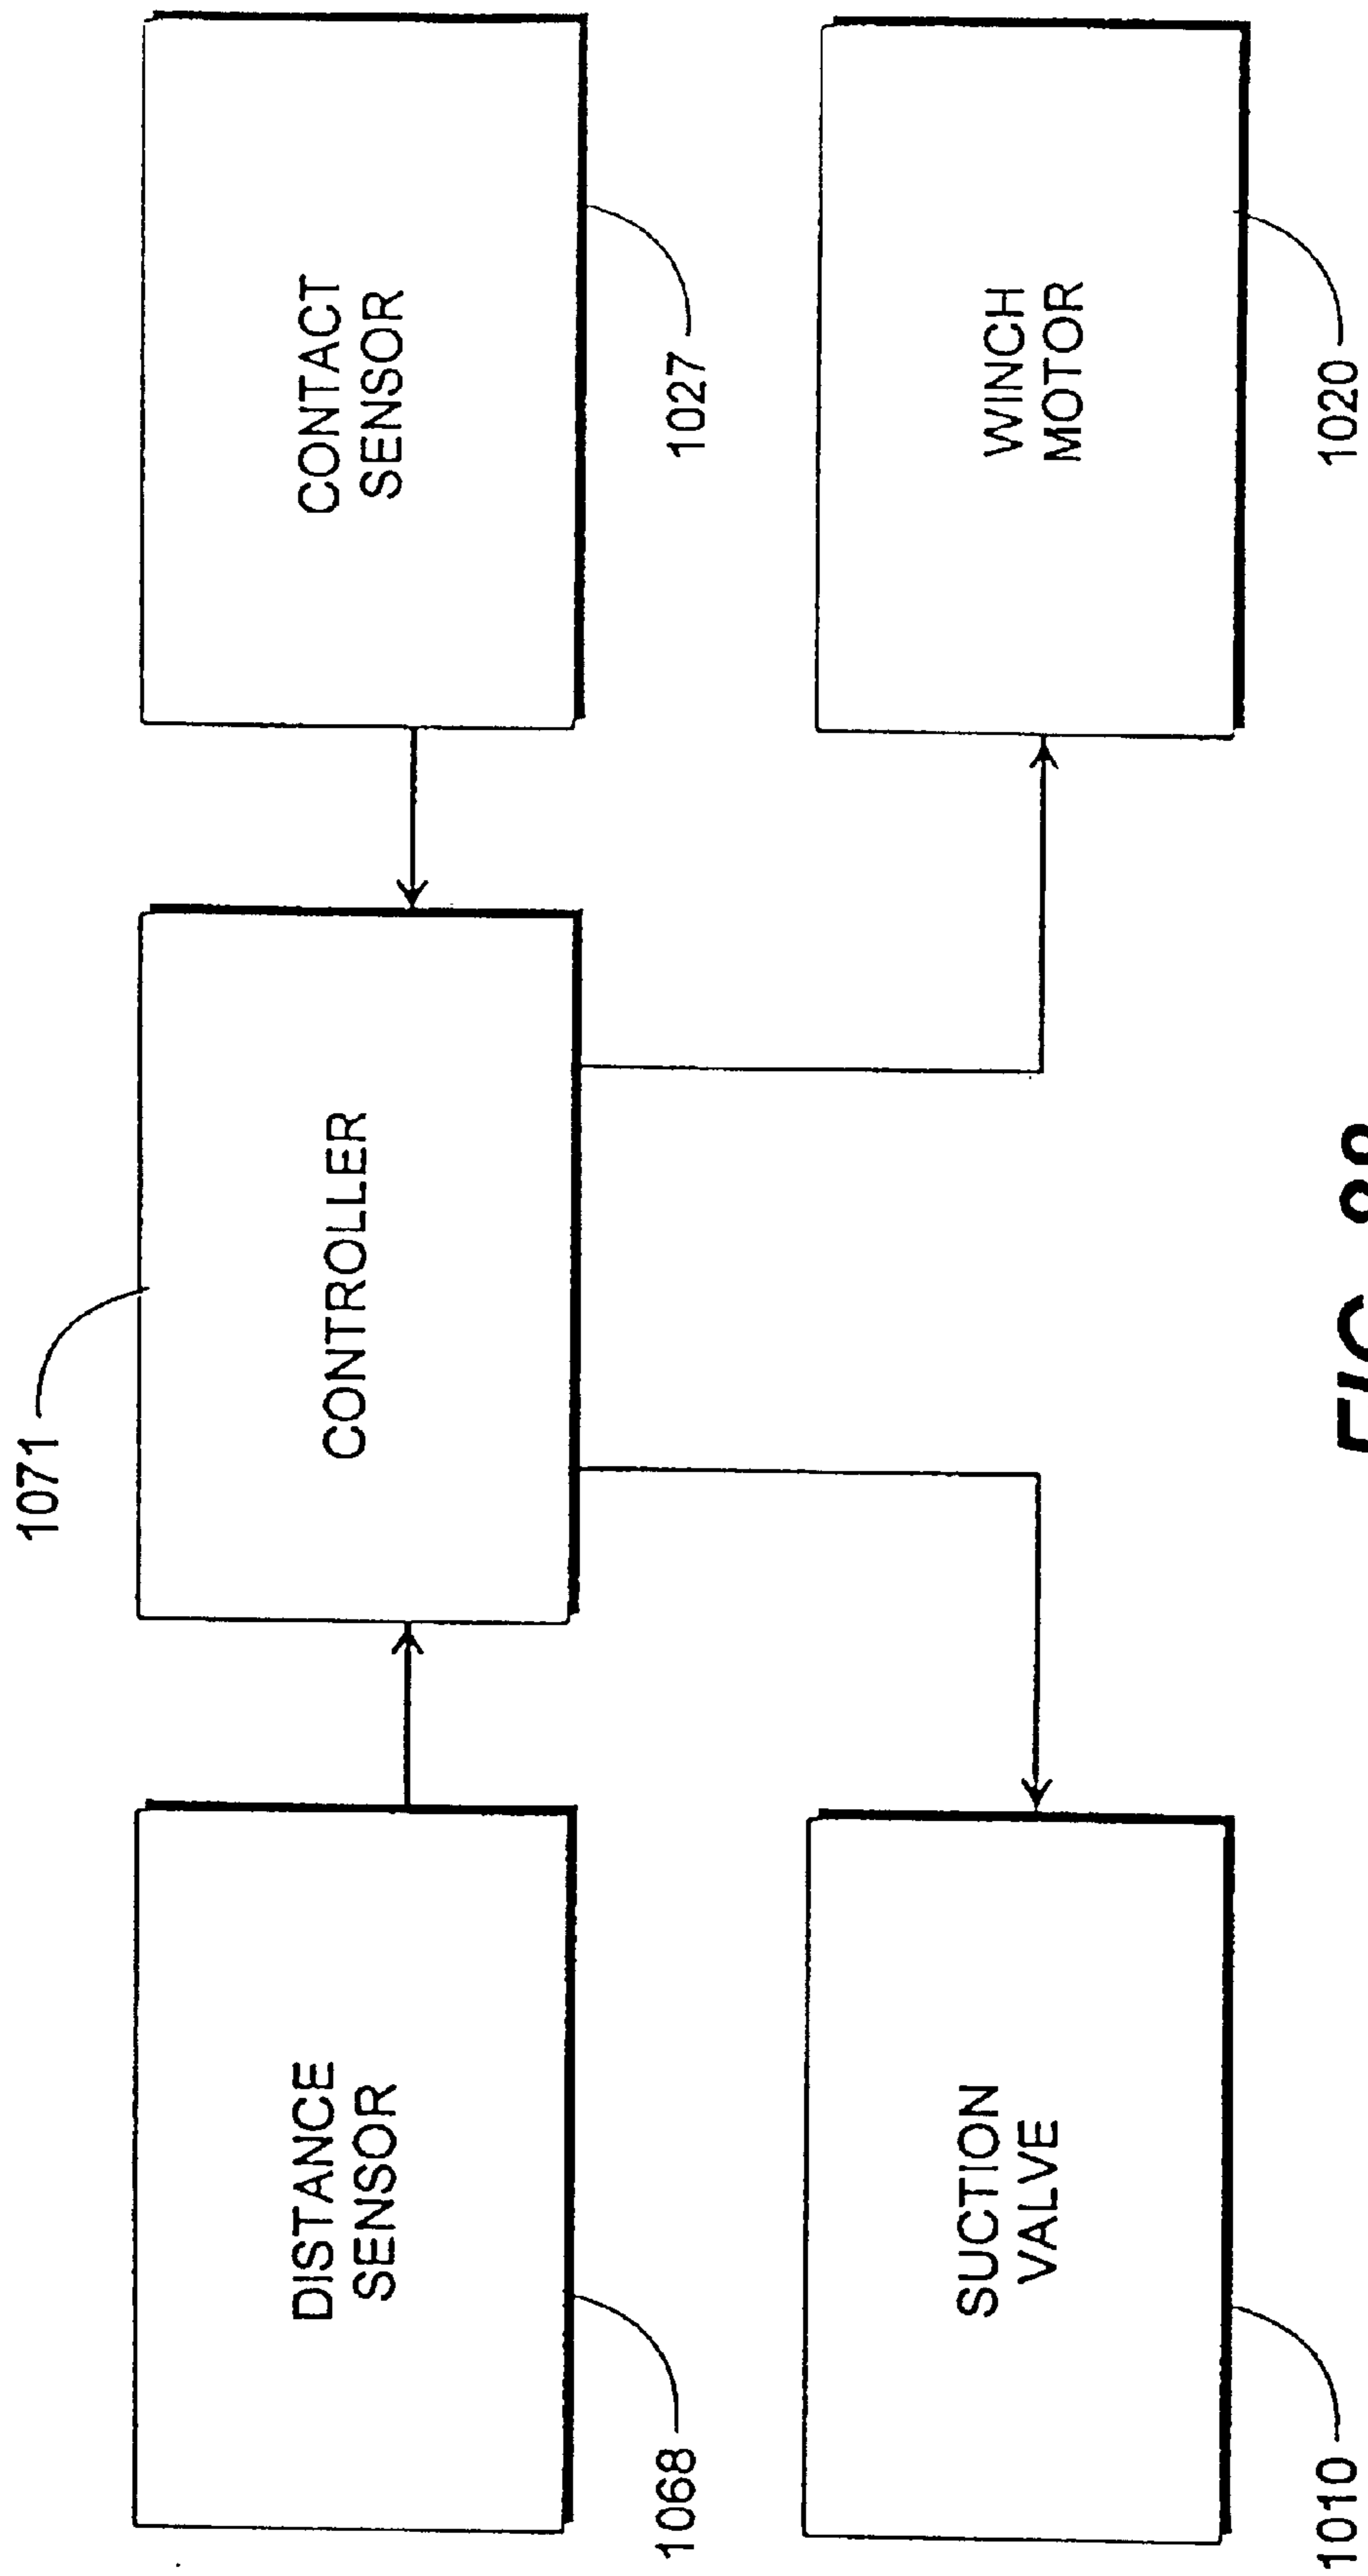 1071
DISTANCE
SENSOR
CONTROLLER
CONTACT
SENSOR
1068
1027
SUCTION
VALVE
WINCH
MOTOR
1010
1020